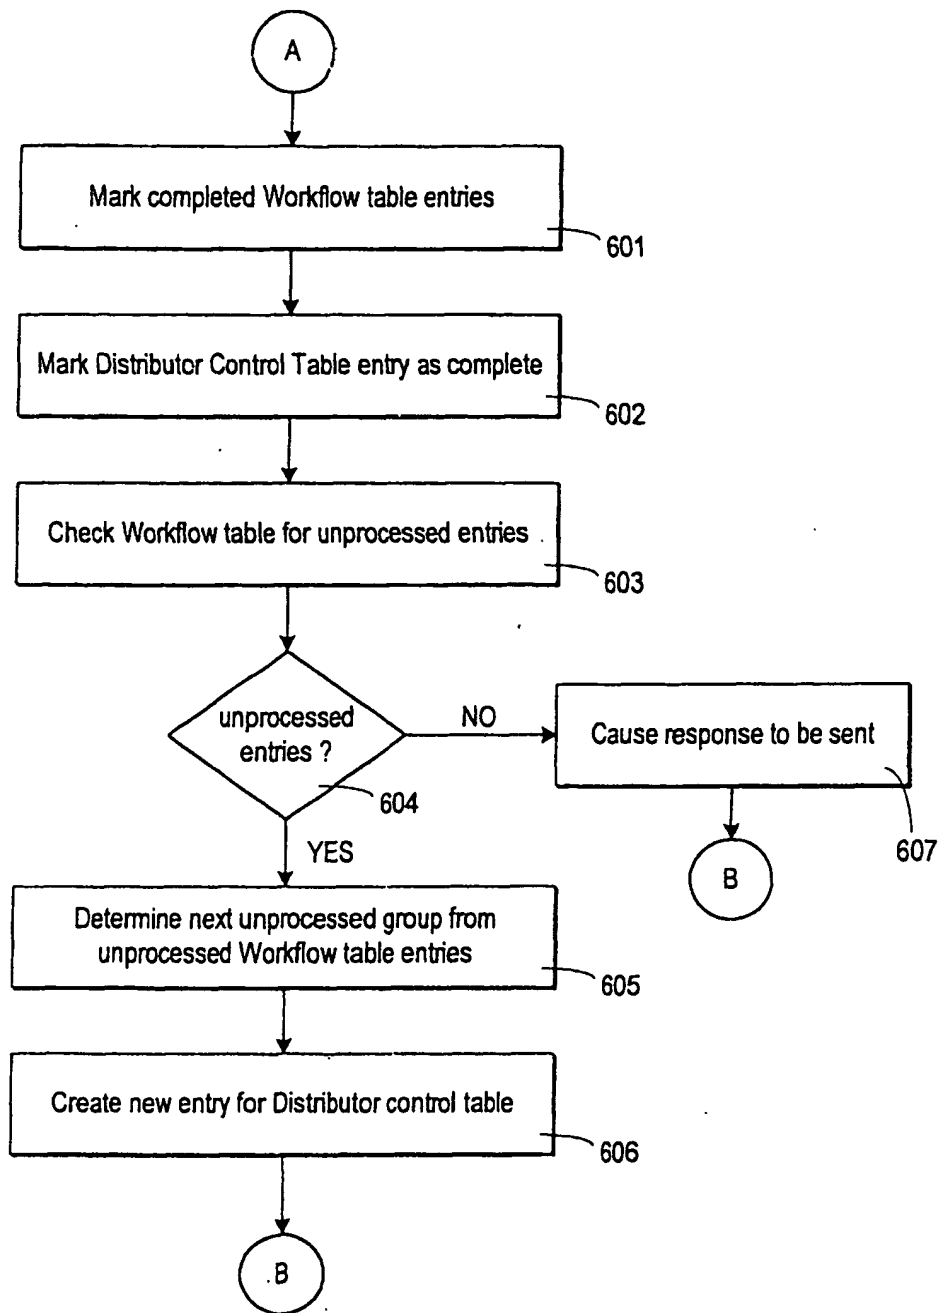 A
Mark completed Workflow table entries
601
Mark Distributor Control Table entry as complete
602
Check Workflow table for unprocessed entries
603
unprocessed
entries ?
604
NO
Cause response to be sent
607
B
YES
Determine next unprocessed group from
unprocessed Workflow table entries
605
Create new entry for Distributor control table
606
B